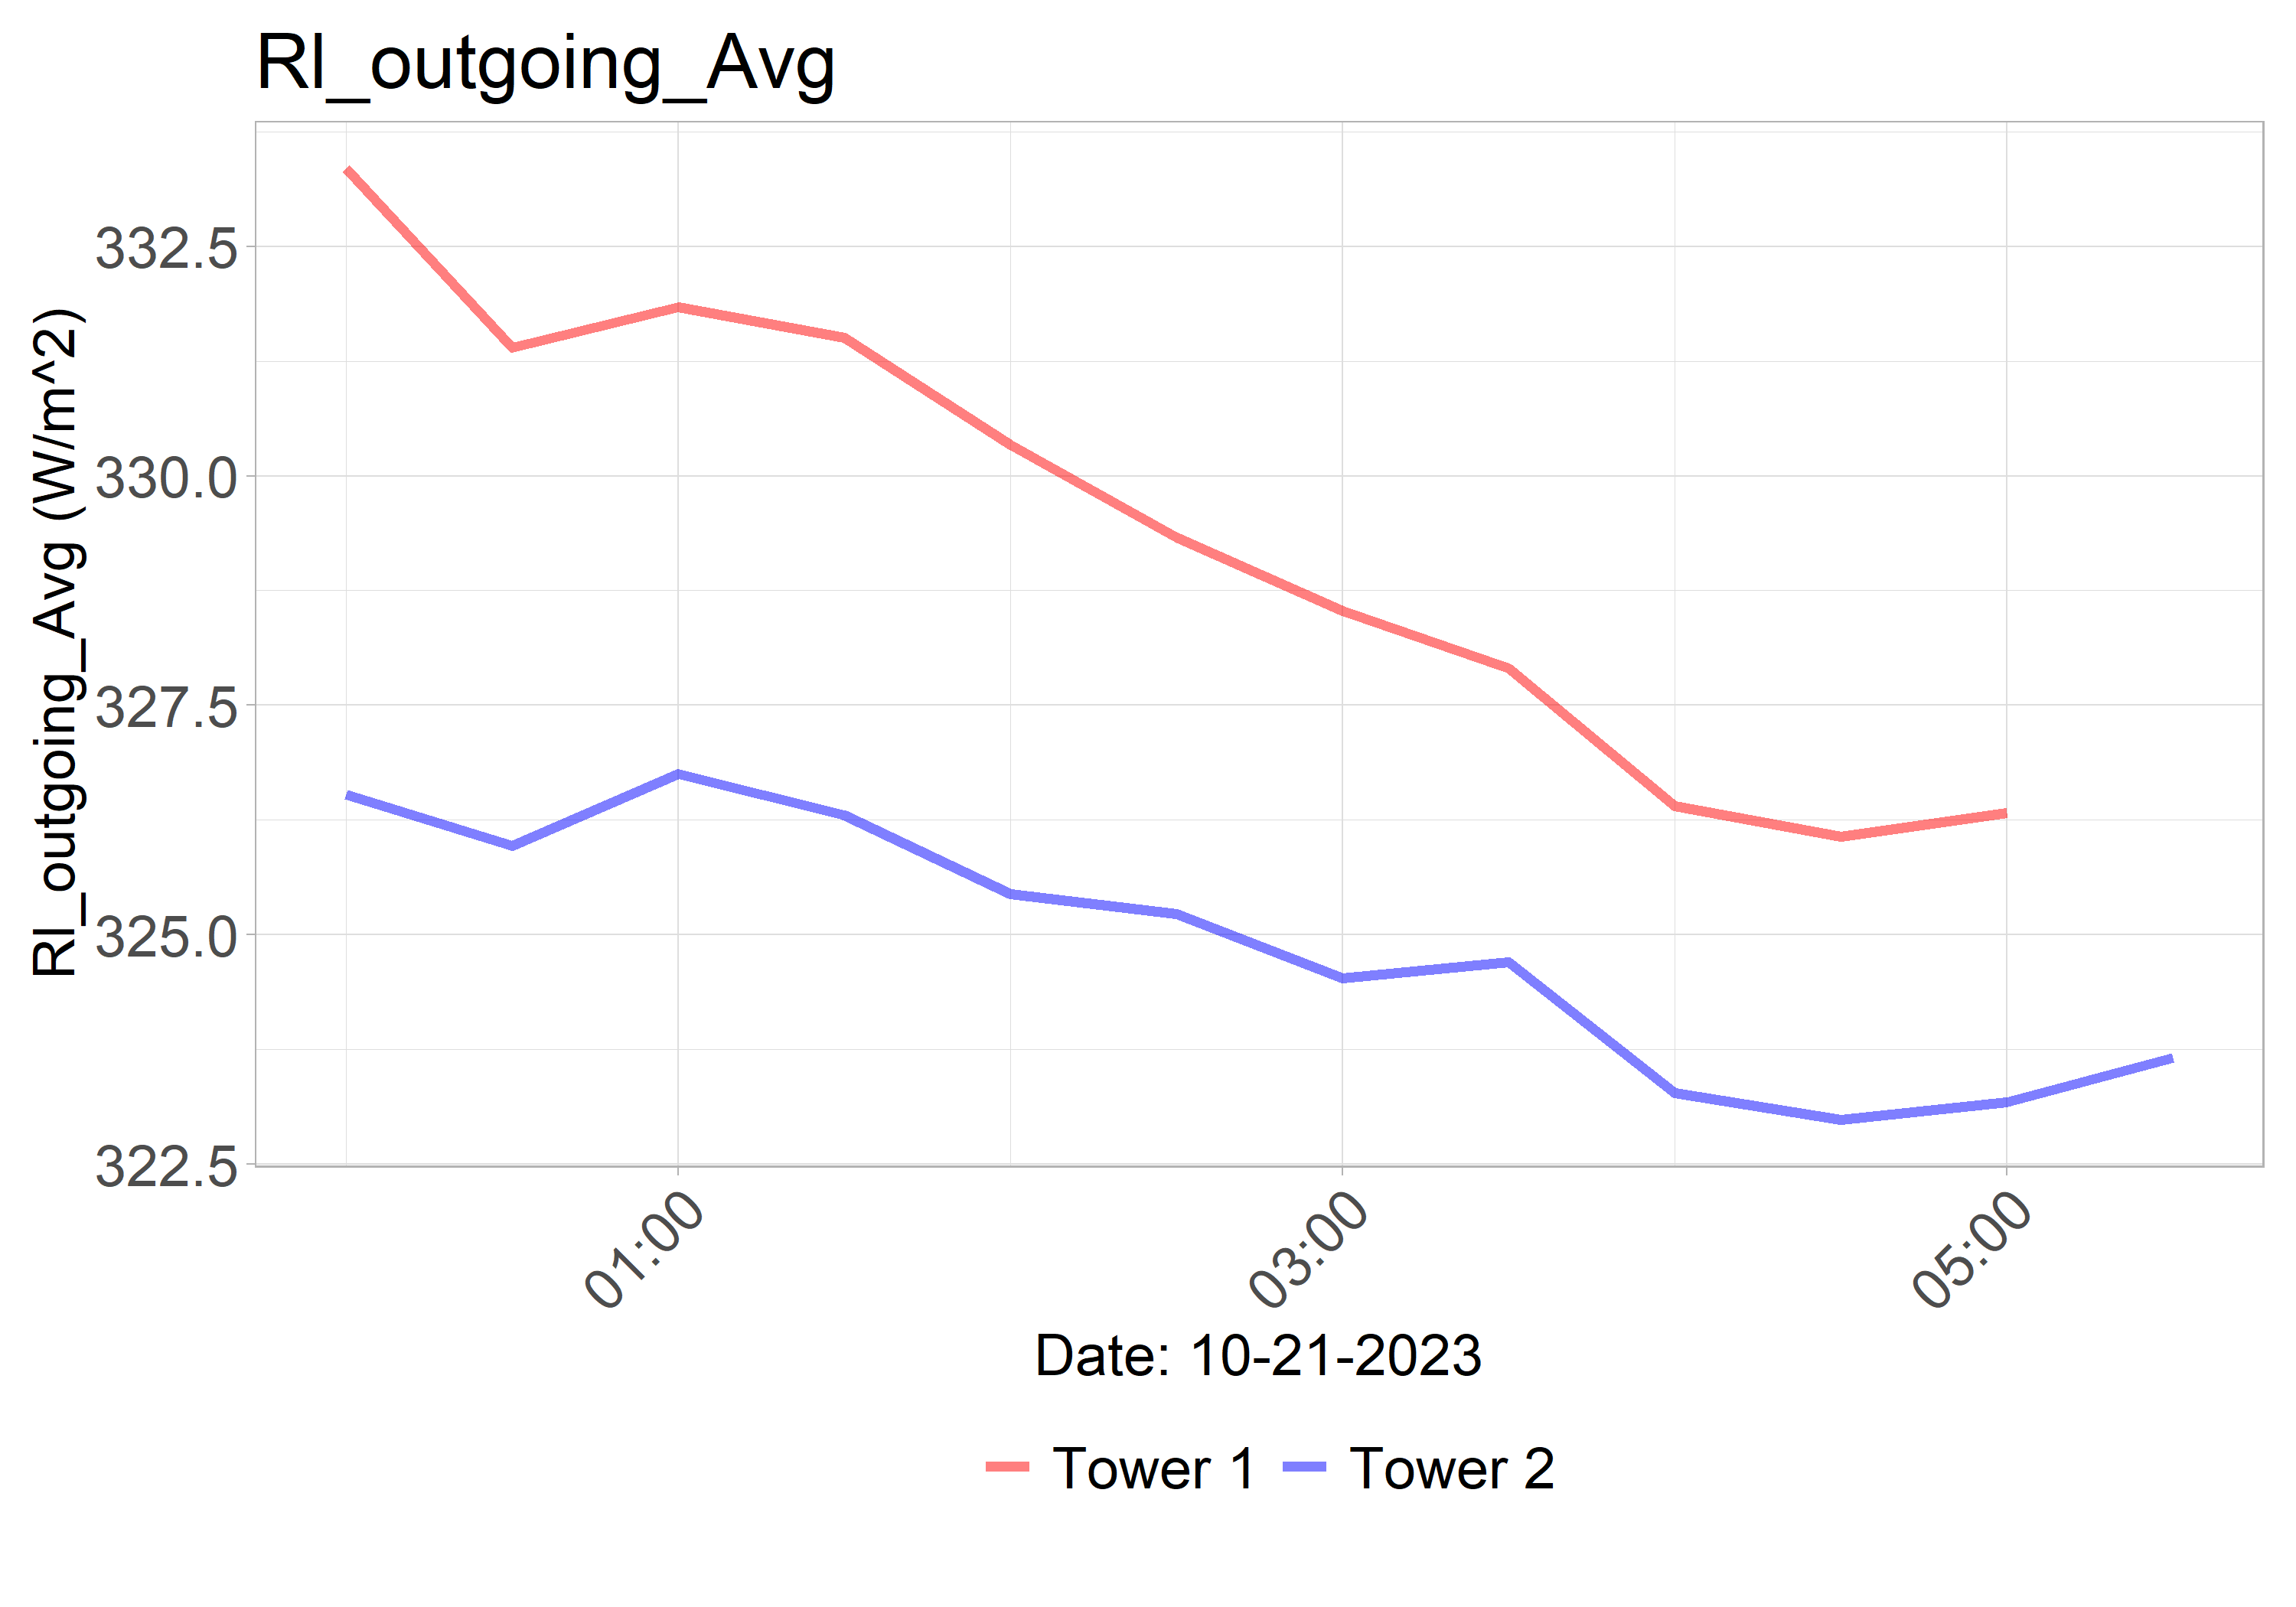 Rl_outgoing_Avg
Rl_outgoing_Avg (W/m^2)
332.5
330.0
327.5
325.0
322.5
01:00
03:00
05:00
Date: 10-21-2023
Tower 1
Tower 2